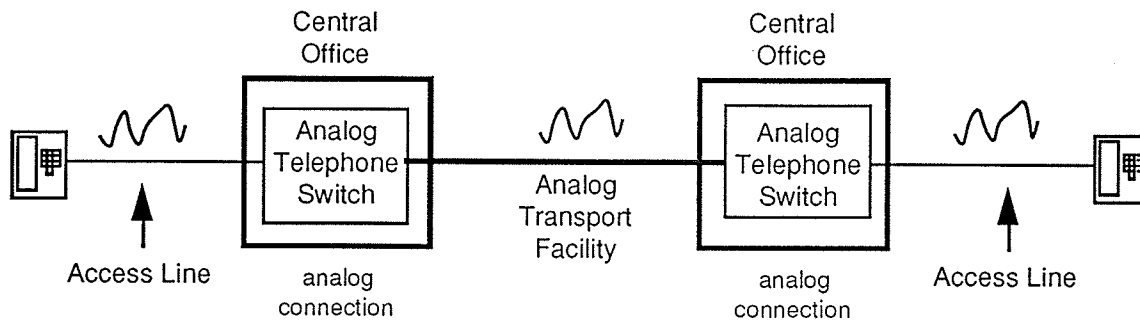 Central
Office
Central
Office
Analog
Telephone
Switch
Analog
Transport
Facility
Analog
Telephone
Switch
Access Line
analog
connection
analog
connection
Access Line